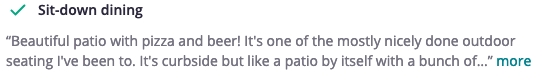 Sit-down dining
“Beautiful patio with pizza and beer! It's one of the mostly nicely done outdoor
seating I've been to. It's curbside but like a patio by itself with a bunch of...” more